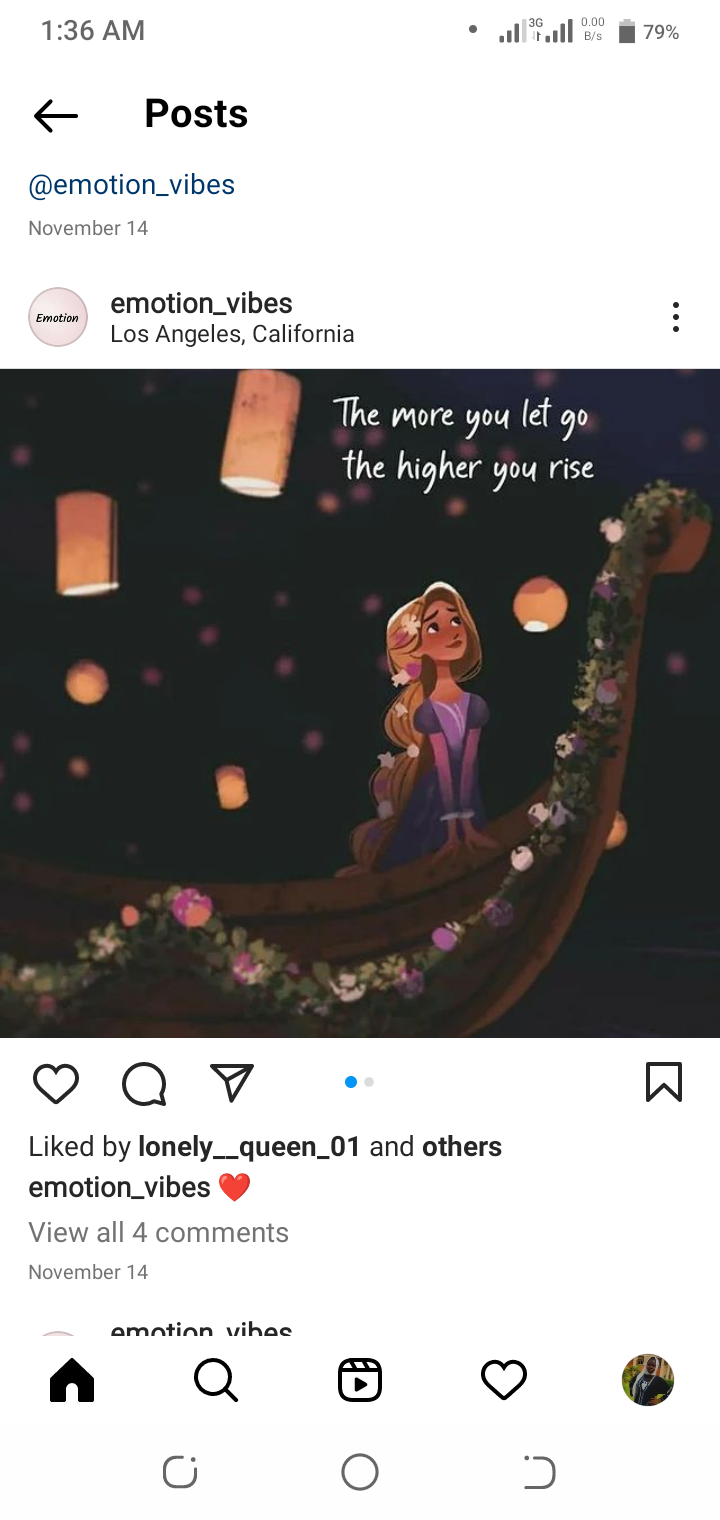 1:36 AM
3G
0.00
B/s
79%
Posts
@emotion_vibes
November 14
Emotion
emotion_vibes
Los Angeles, California
The more you let go
the higher you rise
Liked by lonely__queen_01 and others
emotion_vibes ❤️
View all 4 comments
November 14
emotion_vibes